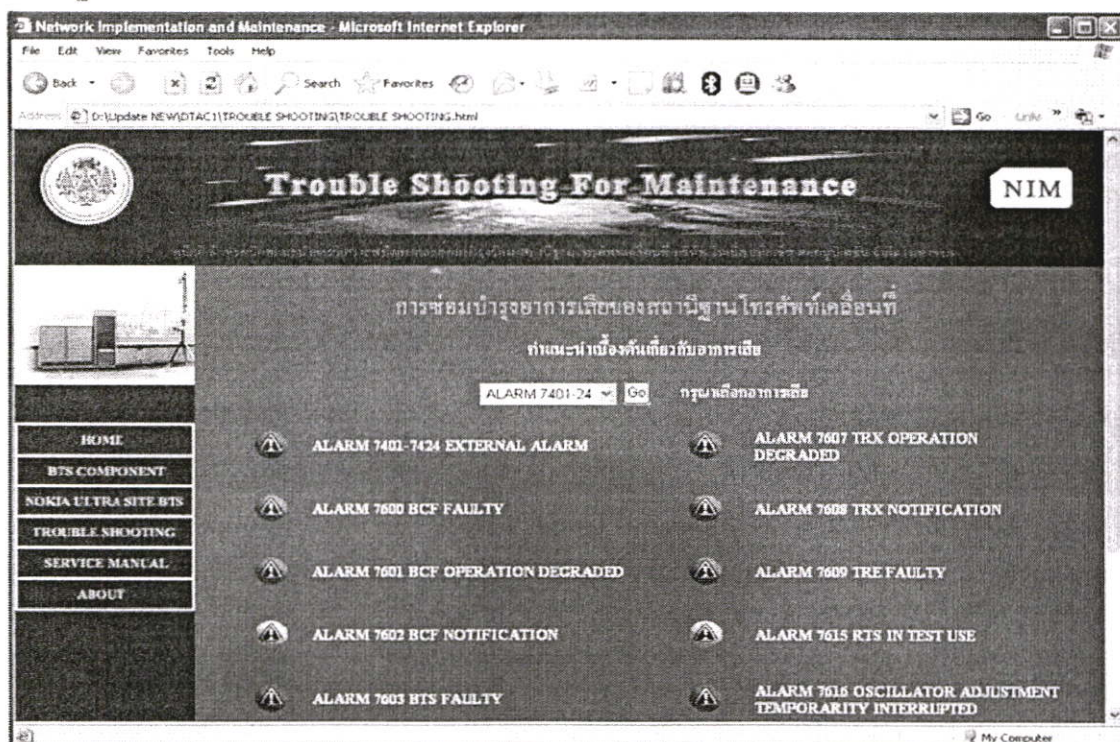 Network Implementation and Maintenance - Microsoft Internet Explorer
File Edit View Favorites Tools Help
Back Search Favorites
Address D:\Update NEW\DTAC1\TROUBLE SHOOTING\TROUBLE SHOOTING.html Go Links »
Trouble Shooting For Maintenance
NIM
การซ่อมบำรุงอาการเสียของสถานีฐานโทรศัพท์เคลื่อนที่
คำแนะนำเบื้องต้นเกี่ยวกับอาการเสีย
ALARM 7401-24 Go กรุณาเลือกอาการเสีย
HOME
BTS COMPONENT
NOKIA ULTRA SITE BTS
TROUBLE SHOOTING
SERVICE MANUAL
ABOUT
ALARM 7401-7424 EXTERNAL ALARM
ALARM 7600 BCF FAULTY
ALARM 7601 BCF OPERATION DEGRADED
ALARM 7602 BCF NOTIFICATION
ALARM 7603 BTS FAULTY
ALARM 7607 TRX OPERATION
DEGRADED
ALARM 7608 TRX NOTIFICATION
ALARM 7609 TRE FAULTY
ALARM 7615 RTS IN TEST USE
ALARM 7616 OSCILLATOR ADJUSTMENT
TEMPORARITY INTERRUPTED
My Computer